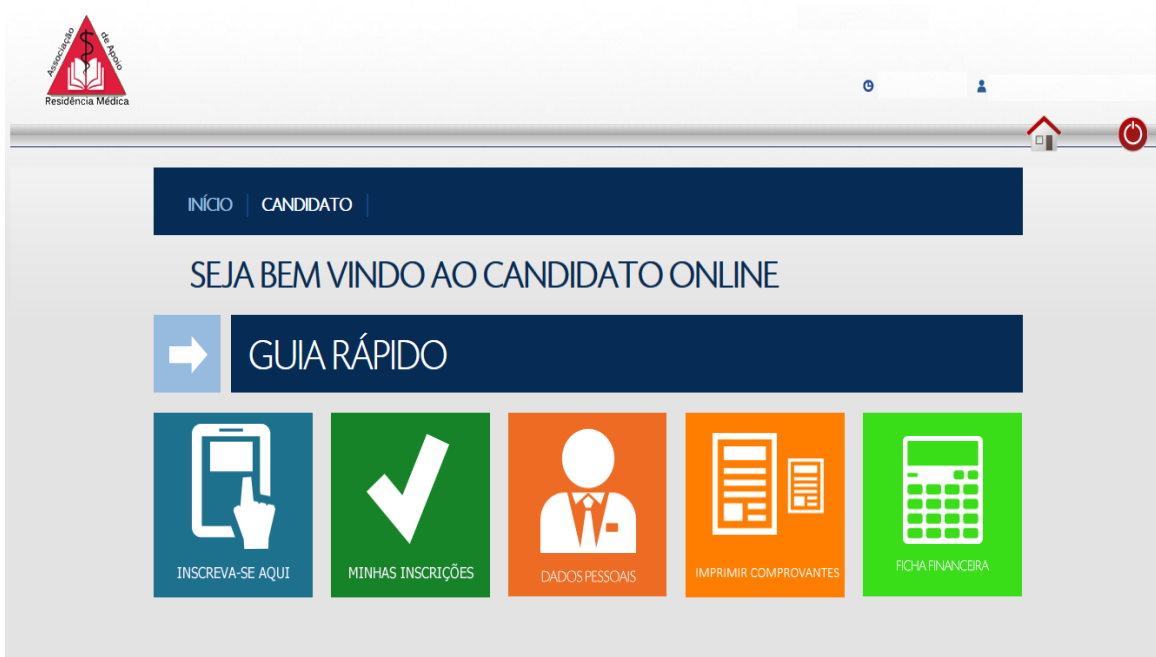 Associação de Apoio
Residência Médica
INÍCIO
CANDIDATO
SEJA BEM VINDO AO CANDIDATO ONLINE
GUIA RÁPIDO
INSCREVA-SE AQUI
MINHAS INSCRIÇÕES
DADOS PESSOAIS
IMPRIMIR COMPROVANTES
FICHA FINANCEIRA